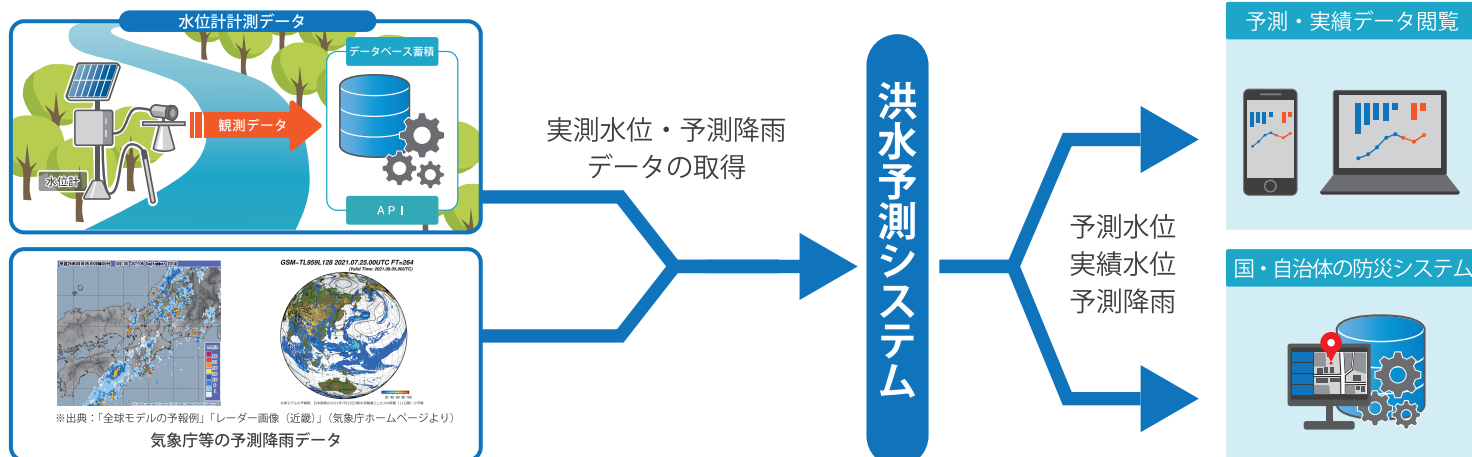 水位計計測データ
データベース蓄積
観測データ
水位計
API
GSM-TL959L128 2021.07.25.00UTC FT=264
(Valid Time: 2021.08.05.00UTC)
※出典：「全球モデルの予報例」「レーダー画像（近畿）」（気象庁ホームページより）
気象庁等の予測降雨データ
実測水位・予測降雨
データの取得
洪水予測システム
予測水位
実績水位
予測降雨
予測・実績データ閲覧
国・自治体の防災システム